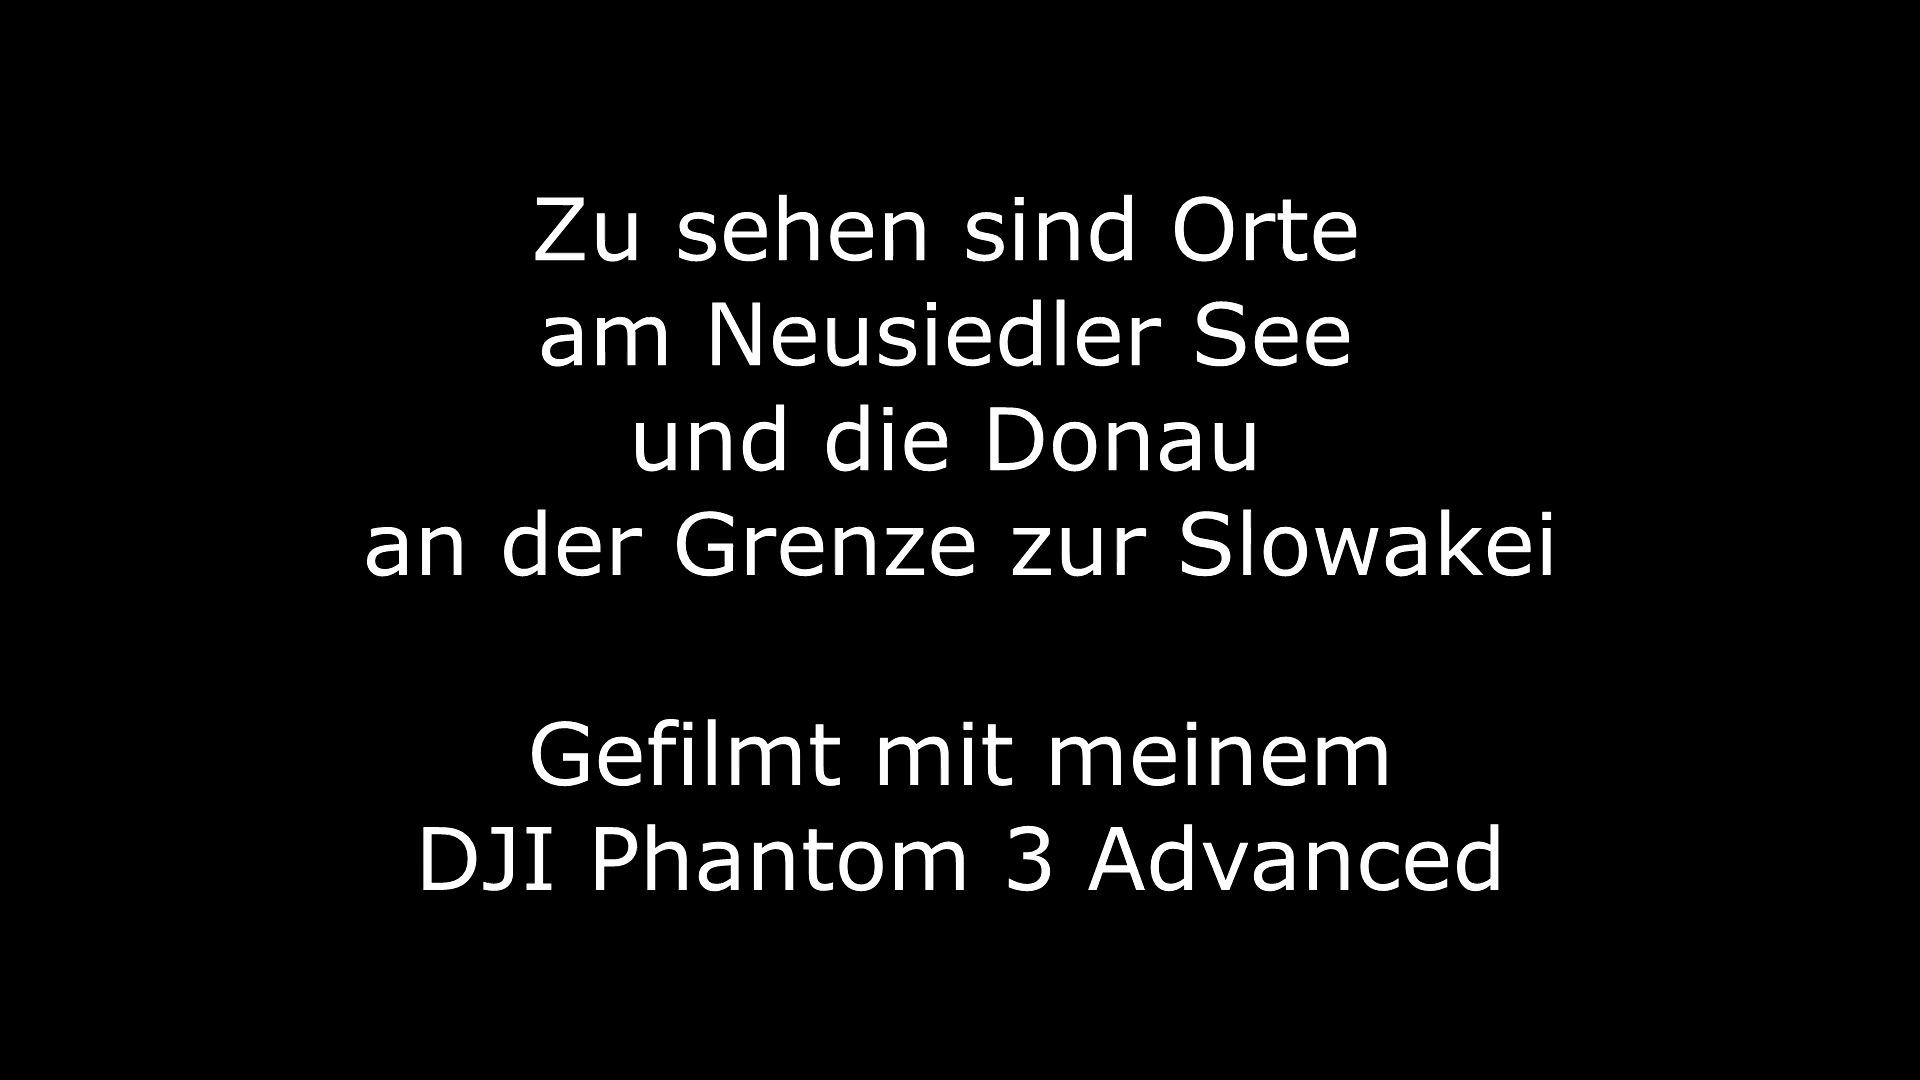 Zu sehen sind Orte
am Neusiedler See
und die Donau
an der Grenze zur Slowakei
Gefilmt mit meinem
DJI Phantom 3 Advanced